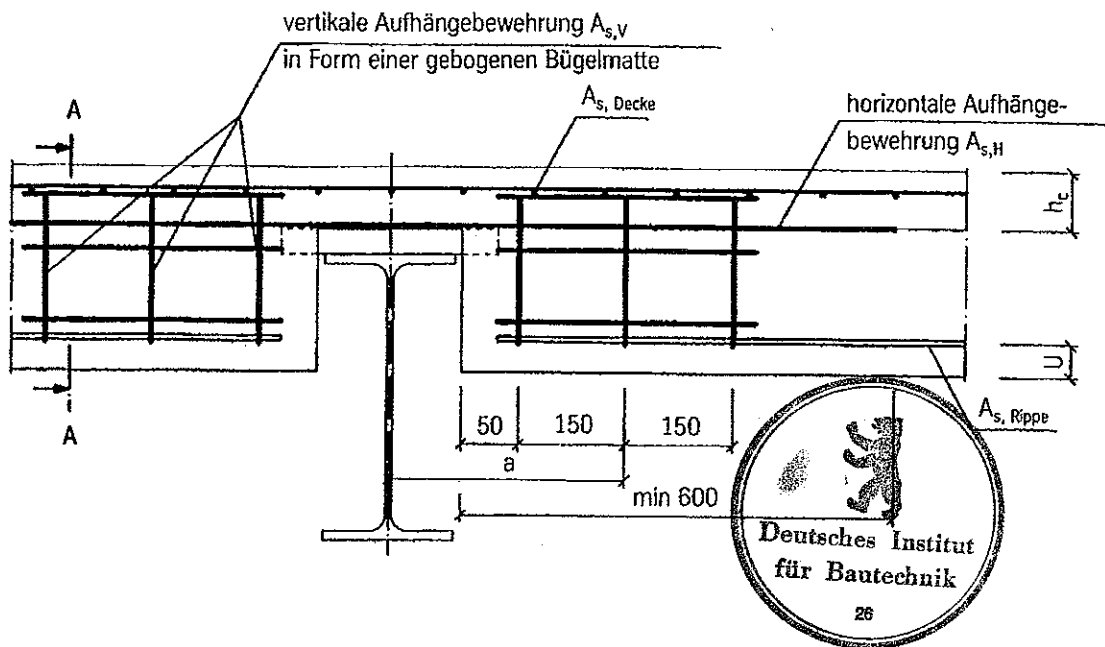 vertikale Aufhängebewehrung A_s,V
in Form einer gebogenen Bügelmatte
A
A_s, Decke
horizontale Aufhänge-
bewehrung A_s,H
h_c
U
A_s, Rippe
A
50 150 150
a
min 600
Deutsches Institut
für Bautechnik
26